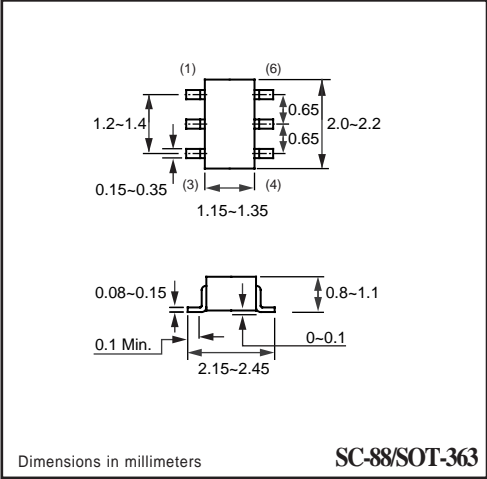 (1) (6)
0.65
1.2~1.4 2.0~2.2
0.65
0.15~0.35 (3) (4)
1.15~1.35
0.08~0.15 0.8~1.1
0.1 Min. 0~0.1
2.15~2.45
Dimensions in millimeters SC-88/SOT-363